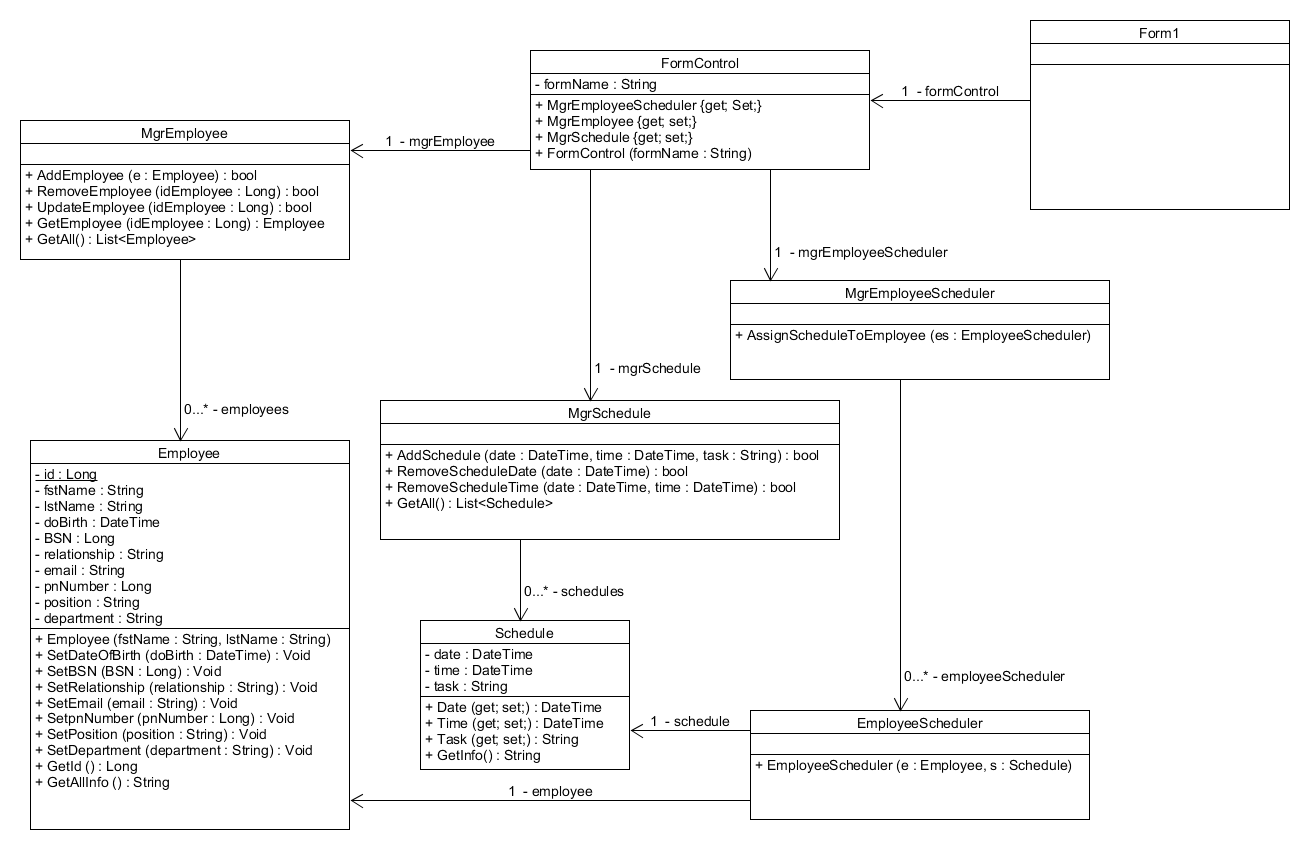 Form1
FormControl
- formName : String
+ MgrEmployeeScheduler {get; Set;}
+ MgrEmployee {get; set;}
+ MgrSchedule {get; set;}
+ FormControl (formName : String)
1 - formControl
1 - mgrEmployee
MgrEmployee
+ AddEmployee (e : Employee) : bool
+ RemoveEmployee (idEmployee : Long) : bool
+ UpdateEmployee (idEmployee : Long) : bool
+ GetEmployee (idEmployee : Long) : Employee
+ GetAll() : List<Employee>
1 - mgrEmployeeScheduler
MgrEmployeeScheduler
+ AssignScheduleToEmployee (es : EmployeeScheduler)
1 - mgrSchedule
MgrSchedule
+ AddSchedule (date : DateTime, time : DateTime, task : String) : bool
+ RemoveScheduleDate (date : DateTime) : bool
+ RemoveScheduleTime (date : DateTime, time : DateTime) : bool
+ GetAll() : List<Schedule>
0...* - employees
Employee
- id : Long
- fstName : String
- lstName : String
- doBirth : DateTime
- BSN : Long
- relationship : String
- email : String
- pnNumber : Long
- position : String
- department : String
+ Employee (fstName : String, lstName : String)
+ SetDateOfBirth (doBirth : DateTime) : Void
+ SetBSN (BSN : Long) : Void
+ SetRelationship (relationship : String) : Void
+ SetEmail (email : String) : Void
+ SetpnNumber (pnNumber : Long) : Void
+ SetPosition (position : String) : Void
+ SetDepartment (department : String) : Void
+ GetId () : Long
+ GetAllInfo () : String
0...* - schedules
Schedule
- date : DateTime
- time : DateTime
- task : String
+ Date (get; set;) : DateTime
+ Time (get; set;) : DateTime
+ Task (get; set;) : String
+ GetInfo() : String
0...* - employeeScheduler
EmployeeScheduler
+ EmployeeScheduler (e : Employee, s : Schedule)
1 - schedule
1 - employee